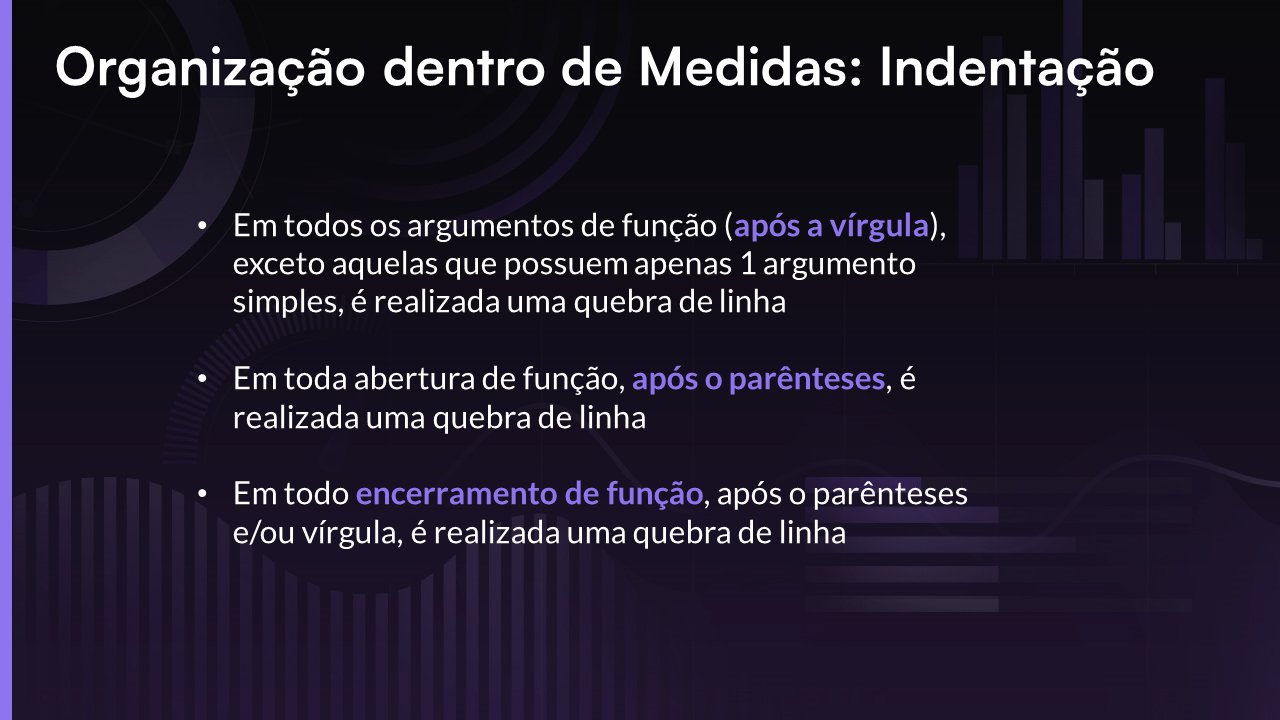 Organização dentro de Medidas: Indentação
• Em todos os argumentos de função (após a vírgula),
exceto aquelas que possuem apenas 1 argumento
simples, é realizada uma quebra de linha
• Em toda abertura de função, após o parênteses, é
realizada uma quebra de linha
• Em todo encerramento de função, após o parênteses
e/ou vírgula, é realizada uma quebra de linha